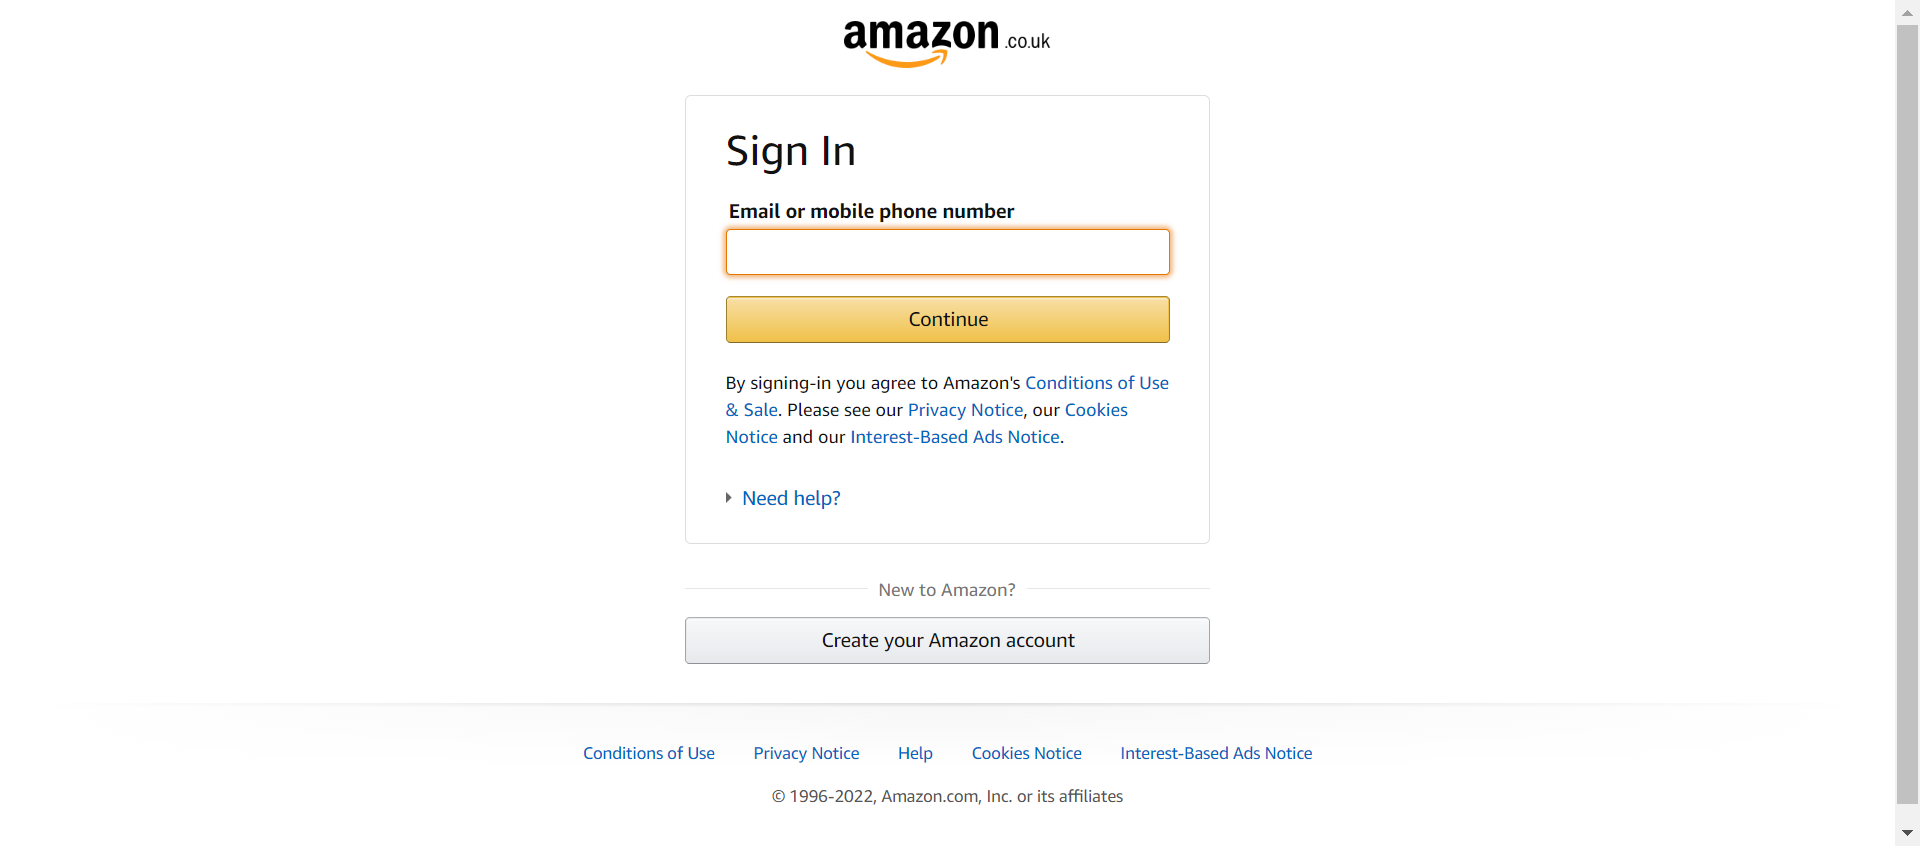 amazon.co.uk
Sign In
Email or mobile phone number
Continue
By signing-in you agree to Amazon's Conditions of Use
& Sale. Please see our Privacy Notice, our Cookies
Notice and our Interest-Based Ads Notice.
Need help?
New to Amazon?
Create your Amazon account
Conditions of Use Privacy Notice Help Cookies Notice Interest-Based Ads Notice
© 1996-2022, Amazon.com, Inc. or its affiliates